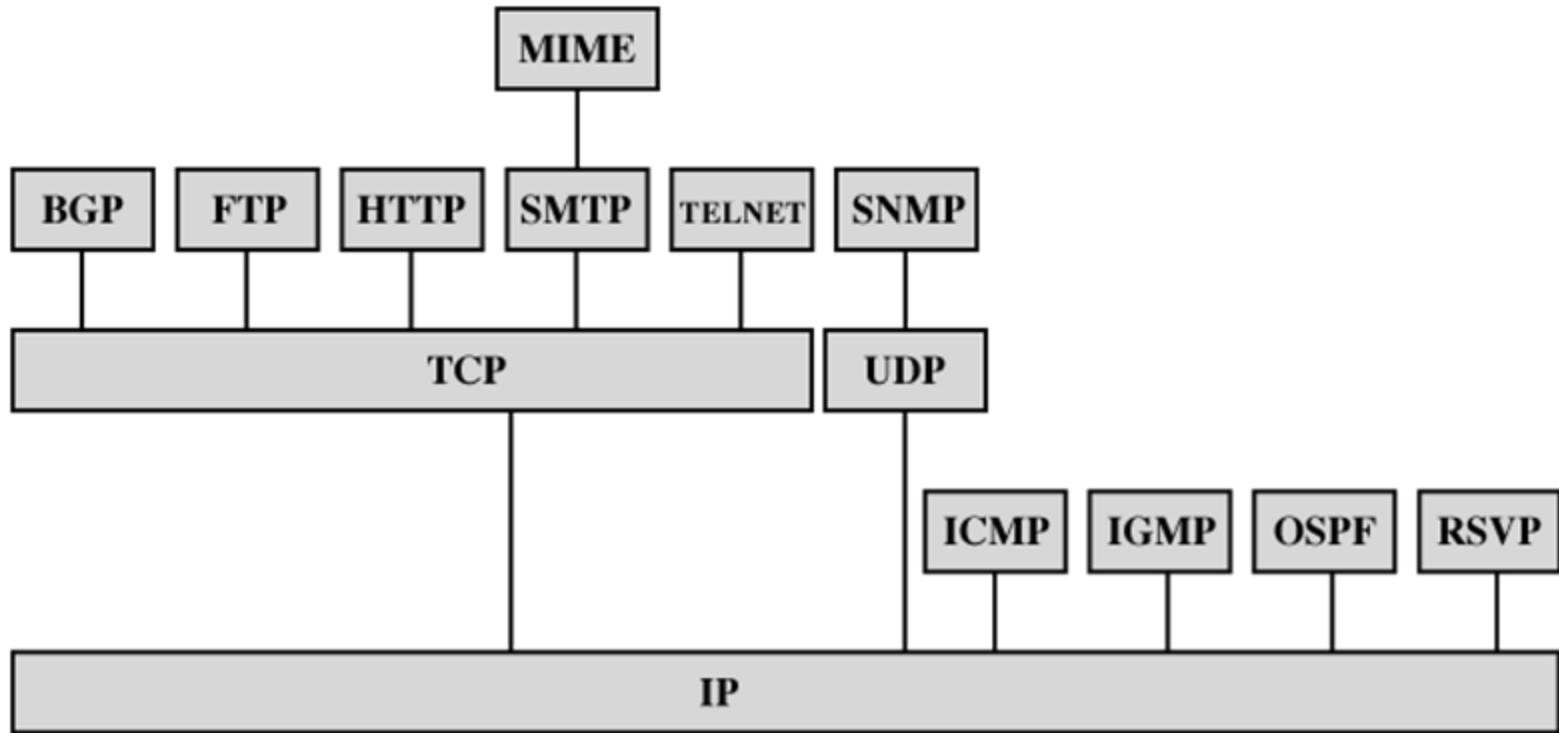 MIME
BGP FTP HTTP SMTP TELNET SNMP
TCP UDP
ICMP IGMP OSPF RSVP
IP